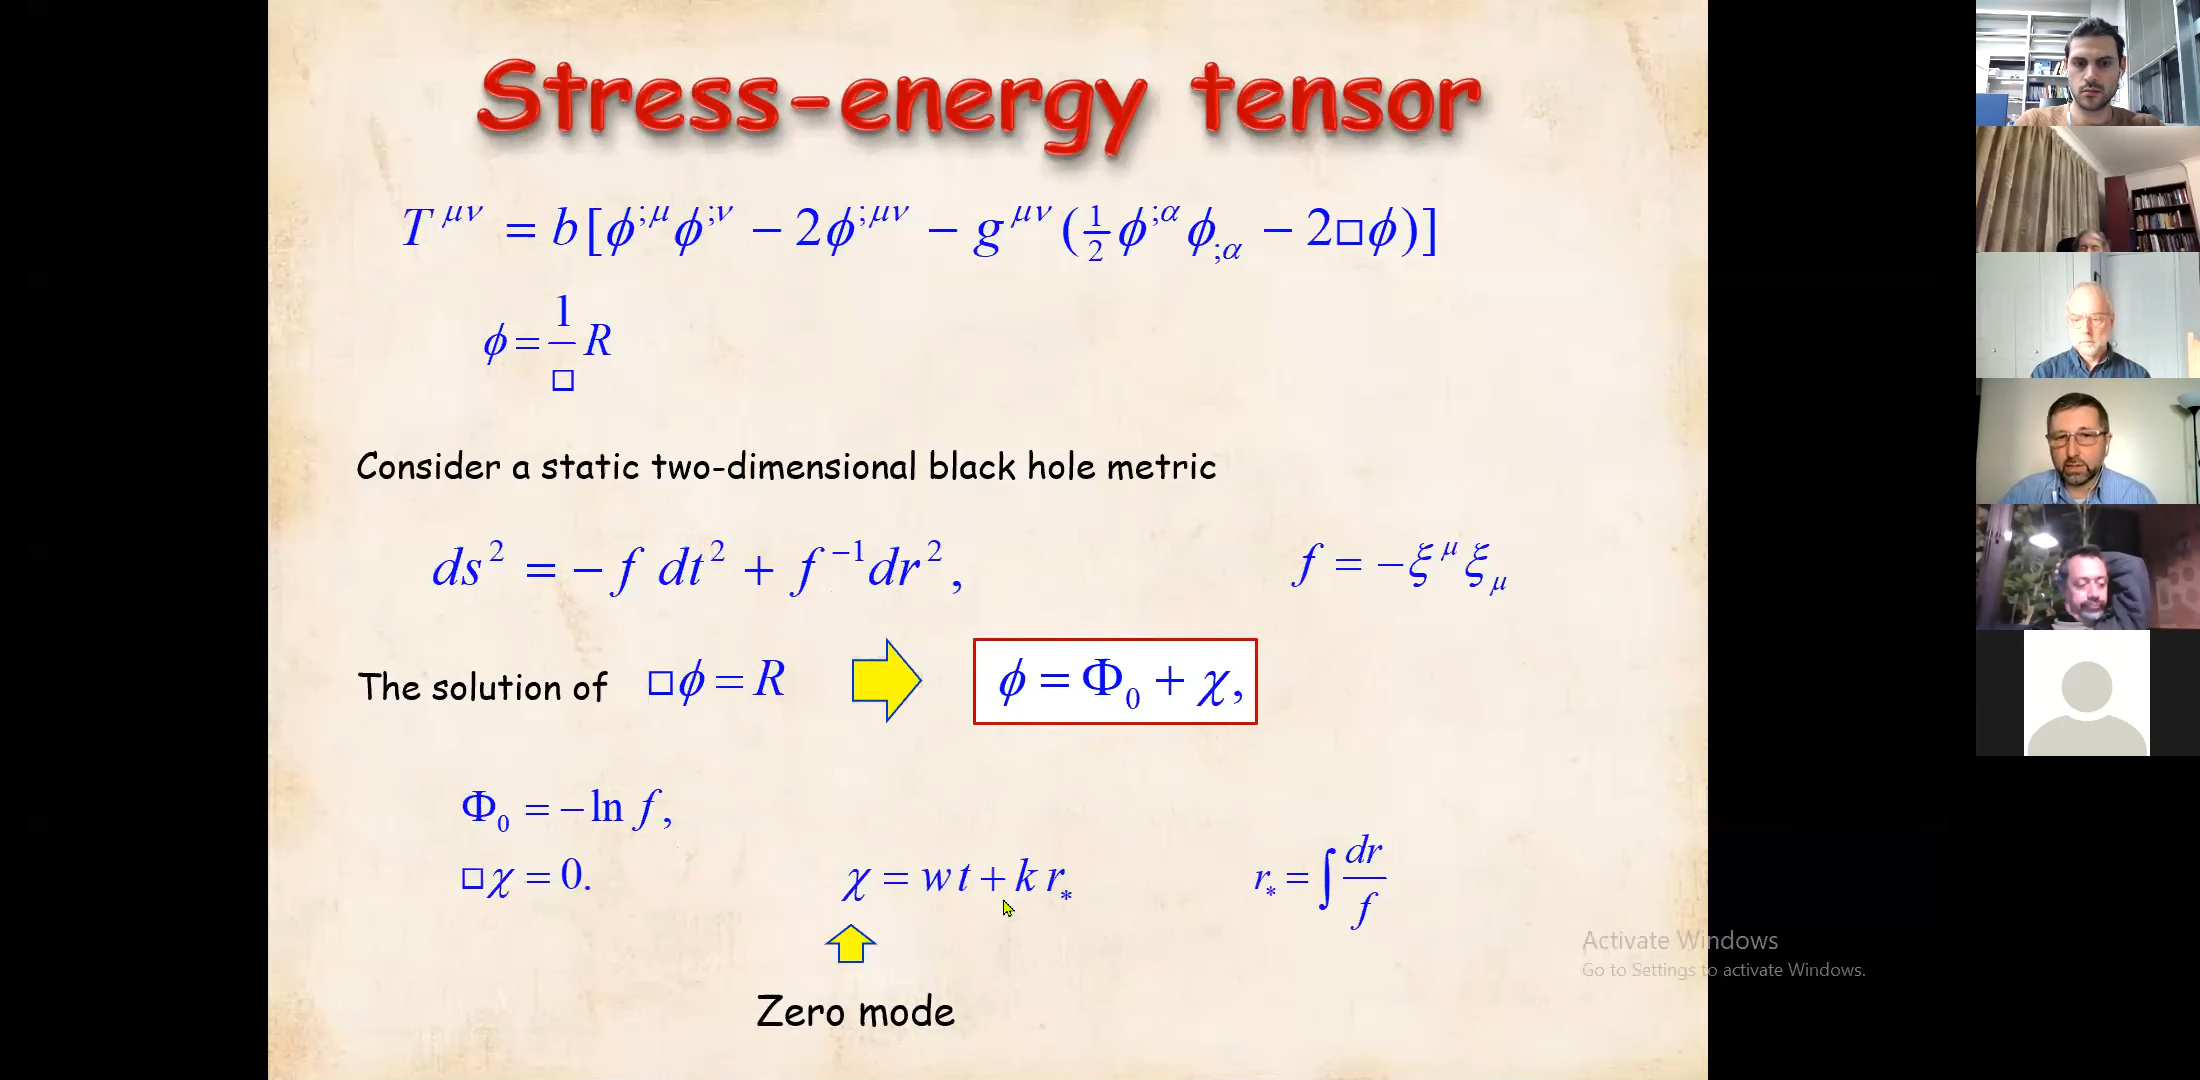 Stress-energy tensor
T^{μν} = b[φ^{;μ}φ^{;ν} − 2φ^{;μν} − g^{μν}(½φ^{;α}φ_{;α} − 2□φ)]
φ = 1/□ R
Consider a static two-dimensional black hole metric
ds² = −f dt² + f⁻¹dr², f = −ξ^μ ξ_μ
The solution of □φ = R φ = Φ₀ + χ,
Φ₀ = −ln f,
□χ = 0. χ = wt + k r_* r_* = ∫ dr/f
Zero mode
Activate Windows
Go to Settings to activate Windows.